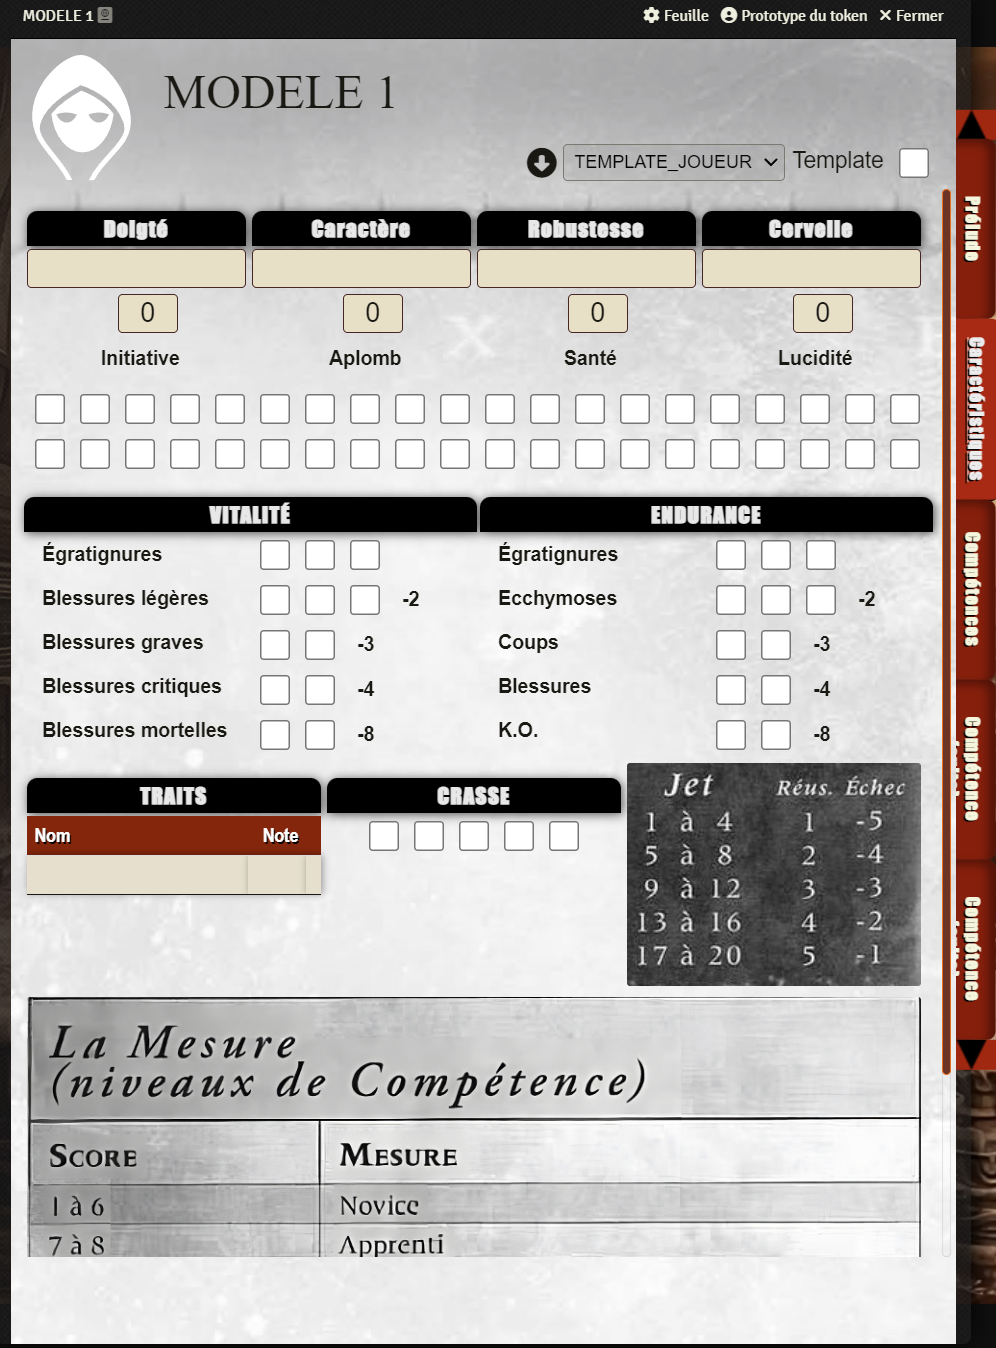 MODELE 1
Feuille Prototype du token Fermer
MODELE 1
TEMPLATE_JOUEUR Template
Doigté Caractère Robustesse Cervelle
0 0 0 0
Initiative Aplomb Santé Lucidité
VITALITÉ ENDURANCE
Égratignures Égratignures
Blessures légères -2 Ecchymoses -2
Blessures graves -3 Coups -3
Blessures critiques -4 Blessures -4
Blessures mortelles -8 K.O. -8
TRAITS CRASSE
Nom Note
Jet Réus. Échec
1 à 4 1 -5
5 à 8 2 -4
9 à 12 3 -3
13 à 16 4 -2
17 à 20 5 -1
La Mesure
(niveaux de Compétence)
Score Mesure
1 à 6 Novice
7 à 8 Apprenti
Prélude
Caractéristiques
Compétences
Compétence
Compétence